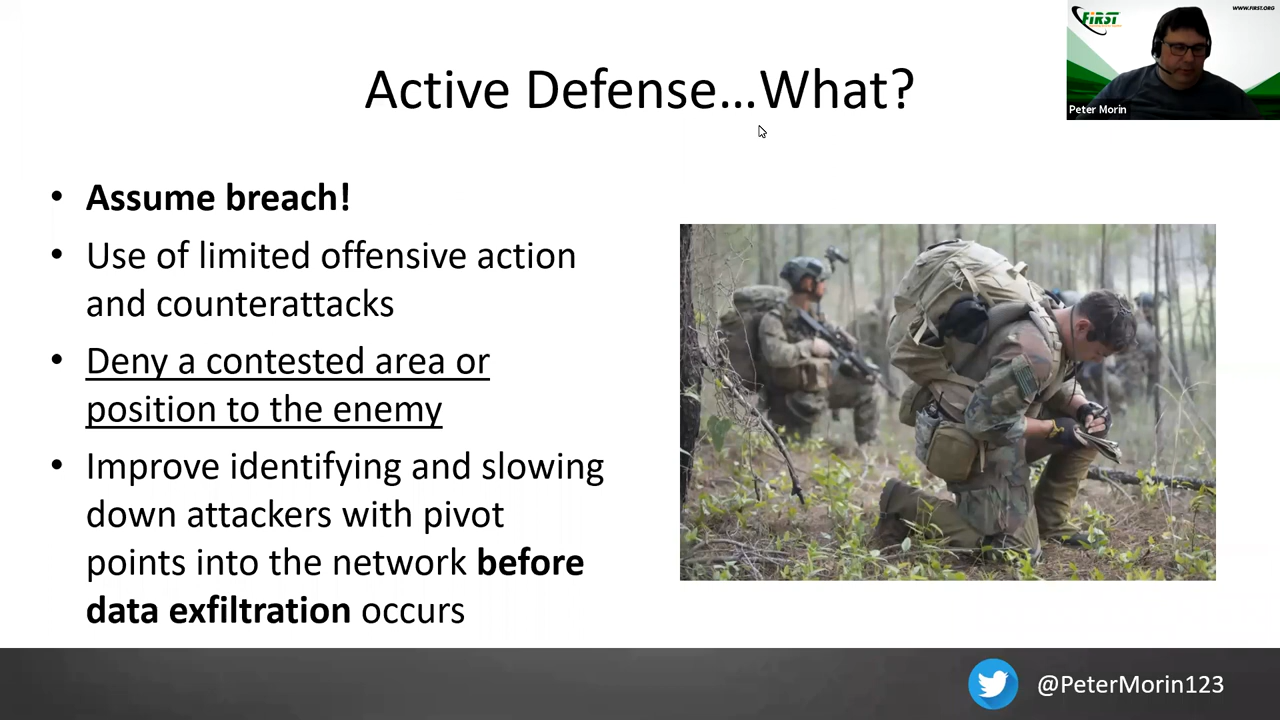 FIRST
WWW.FIRST.ORG
Peter Morin
Active Defense...What?
• Assume breach!
• Use of limited offensive action
and counterattacks
• Deny a contested area or
position to the enemy
• Improve identifying and slowing
down attackers with pivot
points into the network before
data exfiltration occurs
@PeterMorin123